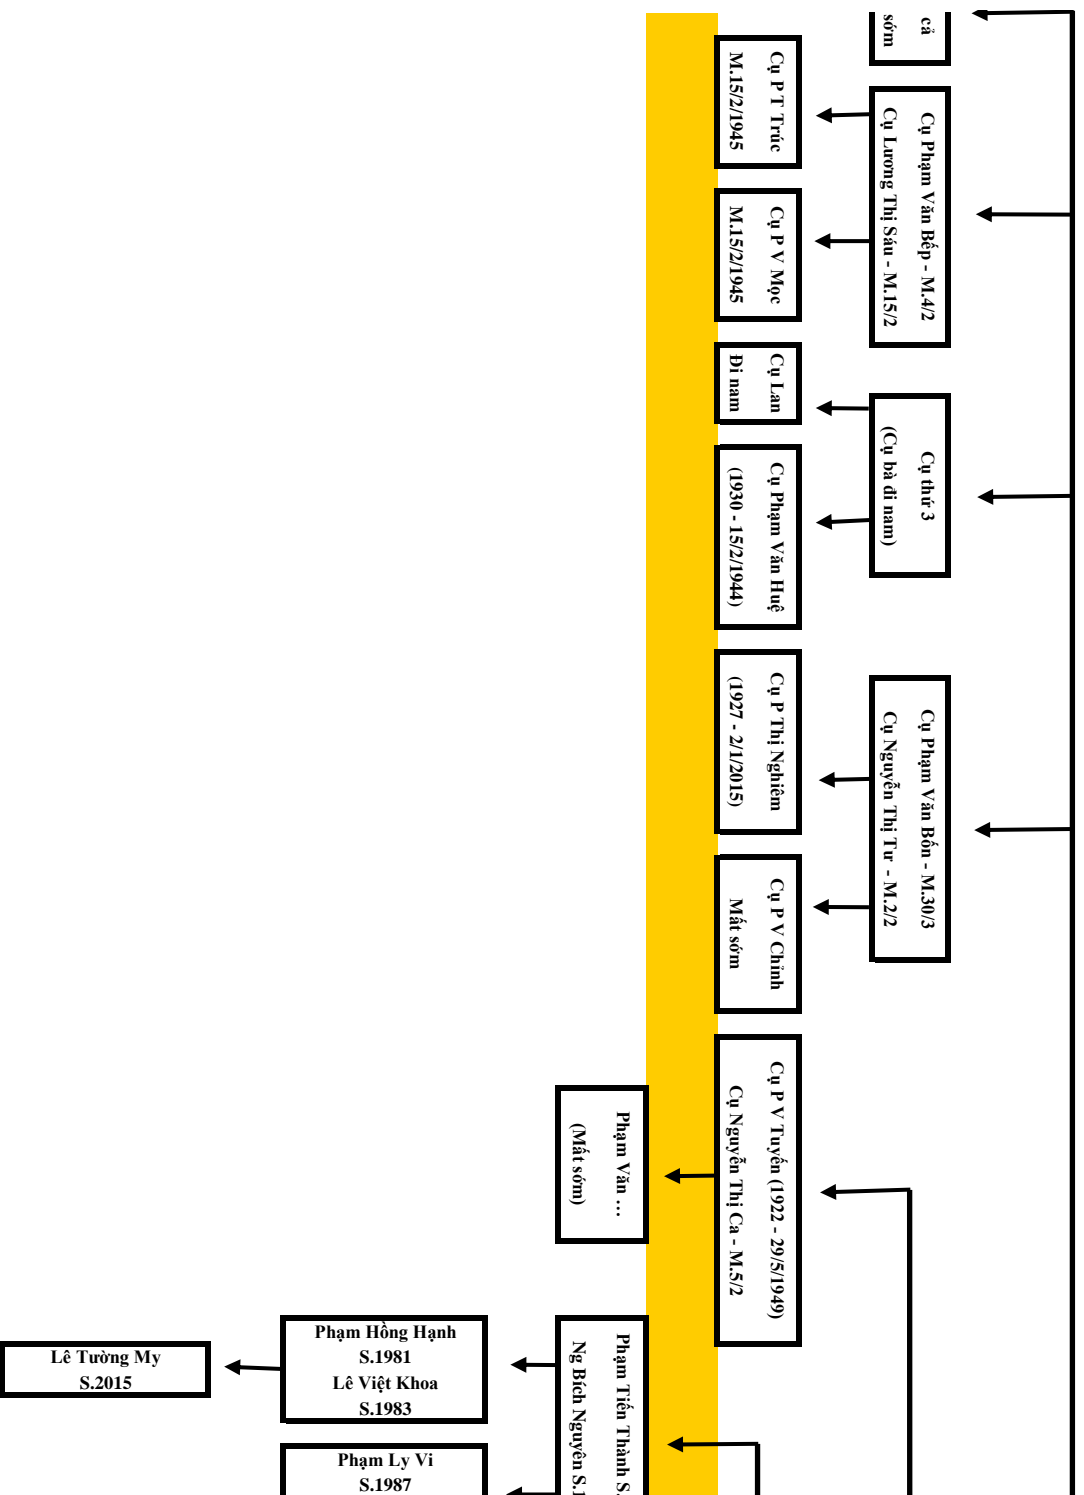 cả
sớm
Cụ Phạm Văn Bếp - M.4/2
Cụ Lương Thị Sáu - M.15/2
Cụ thứ 3
(Cụ bà đi nam)
Cụ Phạm Văn Bốn - M.30/3
Cụ Nguyễn Thị Tư - M.2/2
Cụ P T Trúc
M.15/2/1945
Cụ P V Mọc
M.15/2/1945
Cụ Lan
Đi nam
Cụ Phạm Văn Huệ
(1930 - 15/2/1944)
Cụ P Thị Nghiêm
(1927 - 2/1/2015)
Cụ P V Chỉnh
Mất sớm
Cụ P V Tuyến (1922 - 29/5/1949)
Cụ Nguyễn Thị Ca - M.5/2
Phạm Văn ...
(Mất sớm)
Phạm Tiến Thành S.
Ng Bích Nguyên S.1
Phạm Hồng Hạnh
S.1981
Lê Việt Khoa
S.1983
Phạm Ly Vi
S.1987
Lê Tường My
S.2015